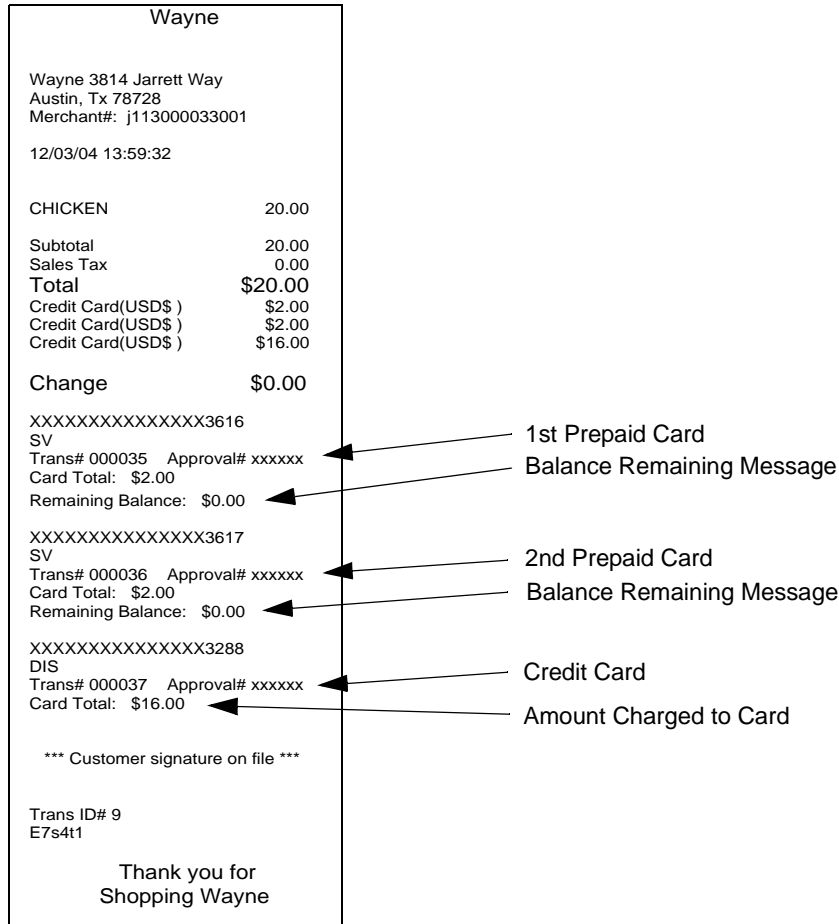 Wayne
Wayne 3814 Jarrett Way
Austin, Tx 78728
Merchant#: j113000033001
12/03/04 13:59:32
CHICKEN 20.00
Subtotal 20.00
Sales Tax 0.00
Total $20.00
Credit Card(USD$ ) $2.00
Credit Card(USD$ ) $2.00
Credit Card(USD$ ) $16.00
Change $0.00
XXXXXXXXXXXXXXX3616
SV
Trans# 000035 Approval# xxxxxx
Card Total: $2.00
Remaining Balance: $0.00
1st Prepaid Card
Balance Remaining Message
XXXXXXXXXXXXXXX3617
SV
Trans# 000036 Approval# xxxxxx
Card Total: $2.00
Remaining Balance: $0.00
2nd Prepaid Card
Balance Remaining Message
XXXXXXXXXXXXXXX3288
DIS
Trans# 000037 Approval# xxxxxx
Card Total: $16.00
Credit Card
Amount Charged to Card
*** Customer signature on file ***
Trans ID# 9
E7s4t1
Thank you for
Shopping Wayne